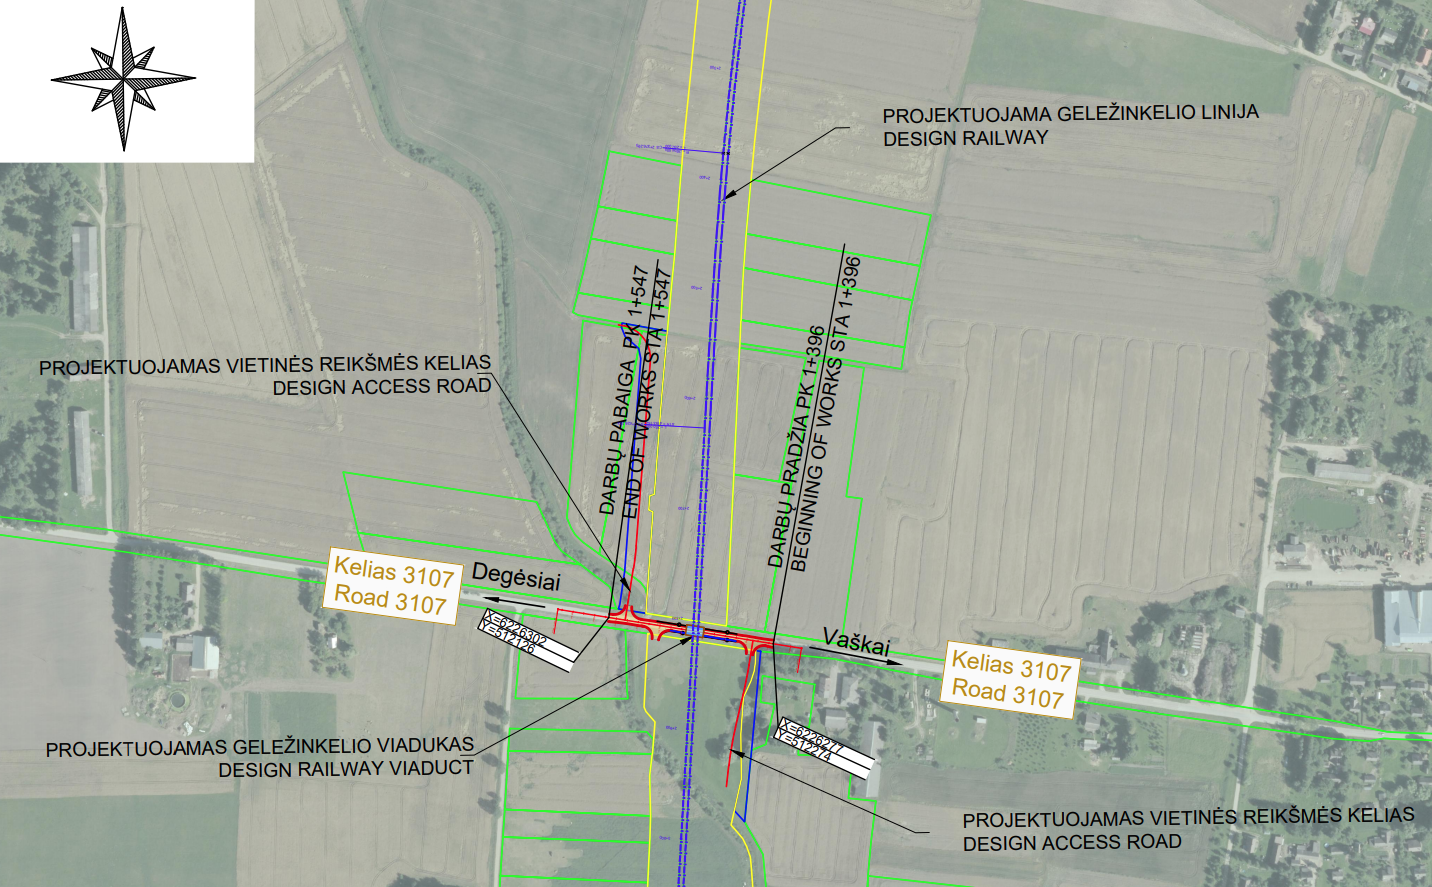 PROJEKTUOJAMA GELEŽINKELIO LINIJA
DESIGN RAILWAY
PROJEKTUOJAMAS VIETINĖS REIKŠMĖS KELIAS
DESIGN ACCESS ROAD
DARBŲ PABAIGA PK 1+547
END OF WORKS STA 1+547
DARBŲ PRADŽIA PK 1+396
BEGINNING OF WORKS STA 1+396
Kelias 3107
Road 3107
Degėsiai
X=6226302
Y=512126
Vaškai
Kelias 3107
Road 3107
X=6226277
Y=512274
PROJEKTUOJAMAS GELEŽINKELIO VIADUKAS
DESIGN RAILWAY VIADUCT
PROJEKTUOJAMAS VIETINĖS REIKŠMĖS KELIAS
DESIGN ACCESS ROAD